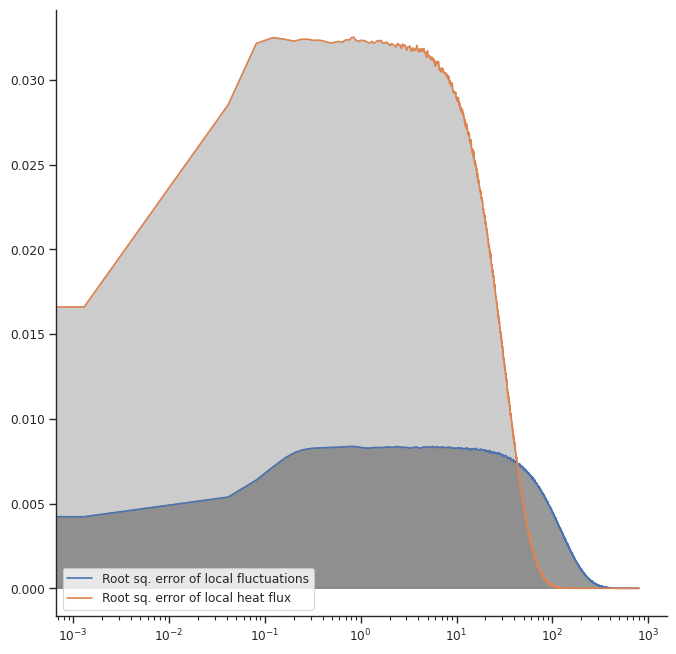 0.030
0.025
0.020
0.015
0.010
0.005
0.000
Root sq. error of local fluctuations
Root sq. error of local heat flux
10⁻³ 10⁻² 10⁻¹ 10⁰ 10¹ 10² 10³